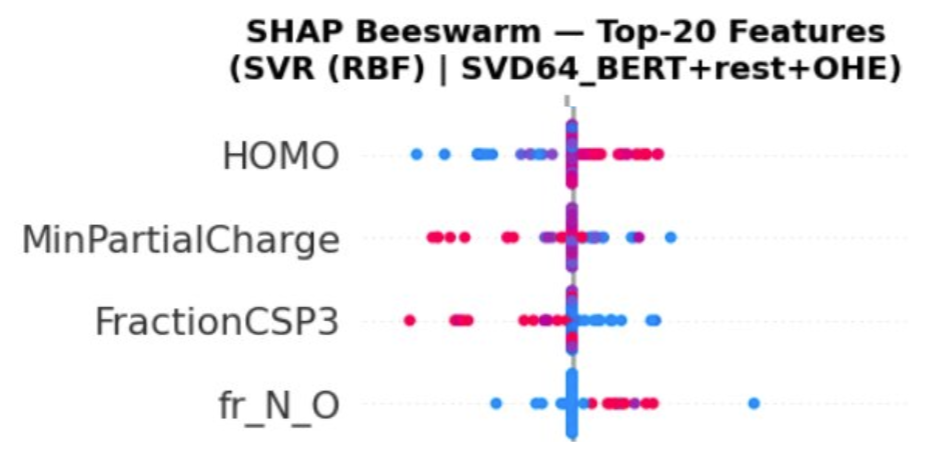 SHAP Beeswarm — Top-20 Features
(SVR (RBF) | SVD64_BERT+rest+OHE)
HOMO
MinPartialCharge
FractionCSP3
fr_N_O